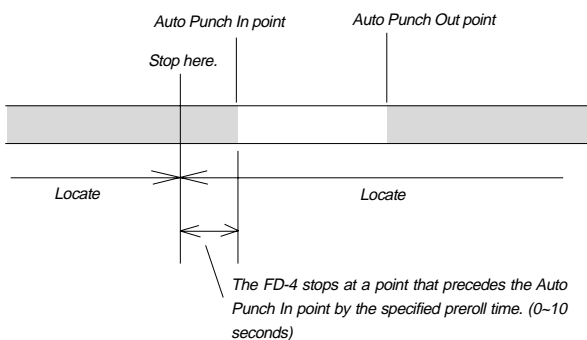 Auto Punch In point
Auto Punch Out point
Stop here.
Locate
Locate
The FD-4 stops at a point that precedes the Auto
Punch In point by the specified preroll time. (0~10
seconds)